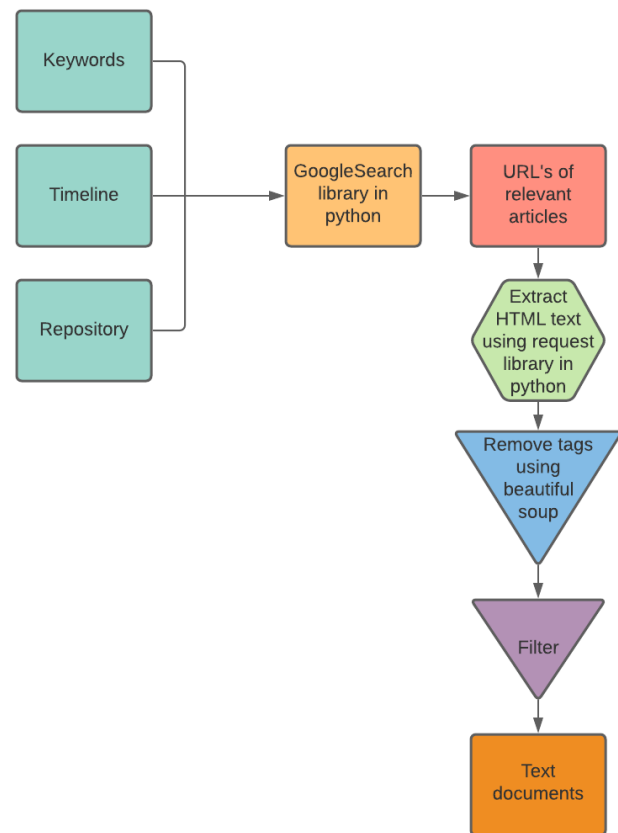 Keywords
Timeline
Repository
GoogleSearch
library in
python
URL's of
relevant
articles
Extract
HTML text
using request
library in
python
Remove tags
using
beautiful
soup
Filter
Text
documents